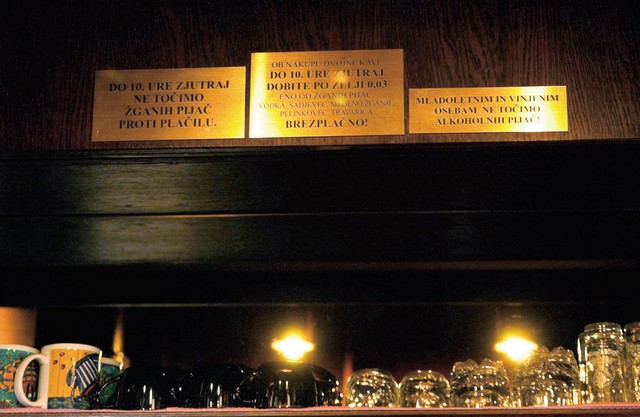 DO 10. URE ZJUTRAJ
NE TOČIMO
ŽGANIH PIJAČ
PROTI PLAČILU.
OB NAKUPU DVOJNE KAVE
DO 10. URE ZJUTRAJ
DOBITE PO ŽELJI 0,03
ENO OD ŽGANIH PIJAČ
VODKA, SADJEVEC, MEDENO ŽGANJE,
PELINKOVEC, TRAVARICA
BREZPLAČNO!
MLADOLETNIM IN VINJENIM
OSEBAM NE TOČIMO
ALKOHOLNIH PIJAČ!